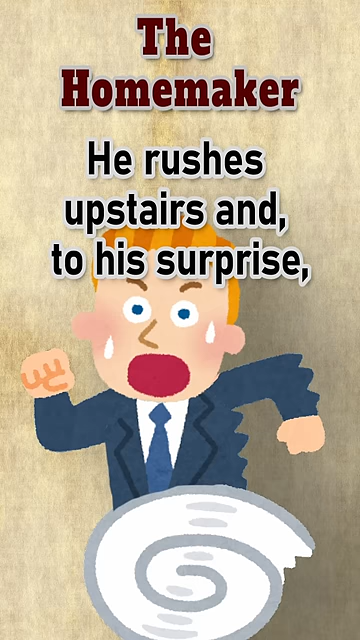 The
Homemaker
He rushes
upstairs and,
to his surprise,